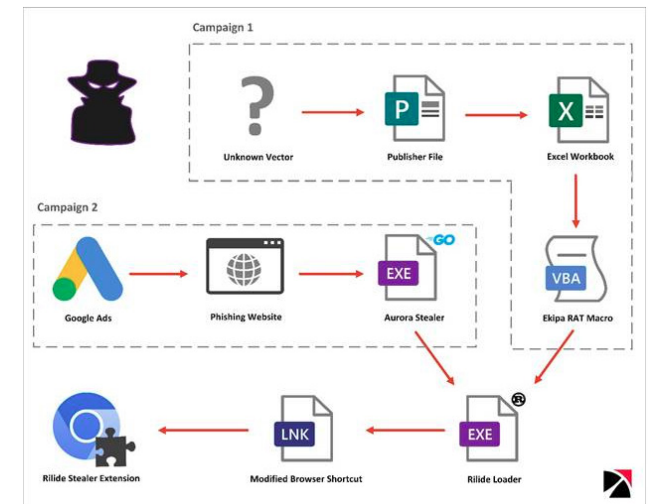 Campaign 1
?
P
X
Unknown Vector
Publisher File
Excel Workbook
Campaign 2
GO
EXE
VBA
Google Ads
Phishing Website
Aurora Stealer
Ekipa RAT Macro
R
LNK
EXE
Rilide Stealer Extension
Modified Browser Shortcut
Rilide Loader